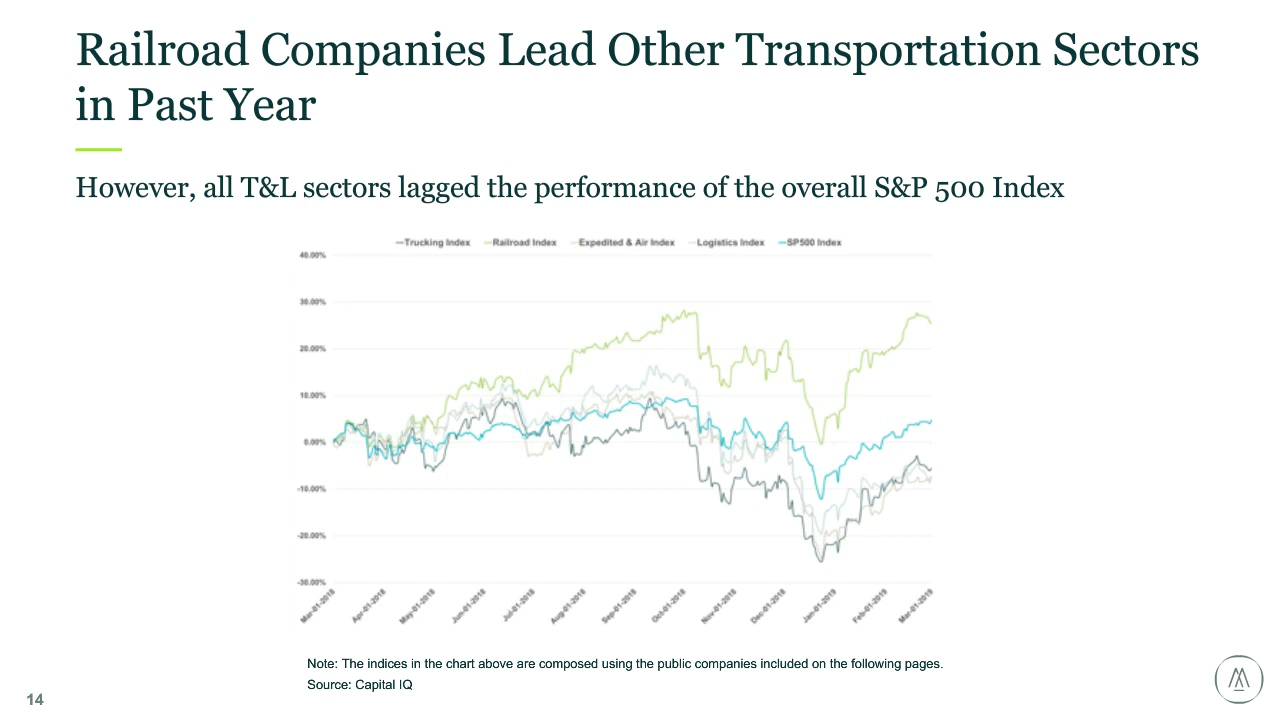 Railroad Companies Lead Other Transportation Sectors
in Past Year
However, all T&L sectors lagged the performance of the overall S&P 500 Index
Trucking Index Railroad Index Expedited & Air Index Logistics Index SP500 Index
40.00%
30.00%
20.00%
10.00%
0.00%
-10.00%
-20.00%
-30.00%
Mar-01-2018 Apr-01-2018 May-01-2018 Jun-01-2018 Jul-01-2018 Aug-01-2018 Sep-01-2018 Oct-01-2018 Nov-01-2018 Dec-01-2018 Jan-01-2019 Feb-01-2019 Mar-01-2019
Note: The indices in the chart above are composed using the public companies included on the following pages.
Source: Capital IQ
14